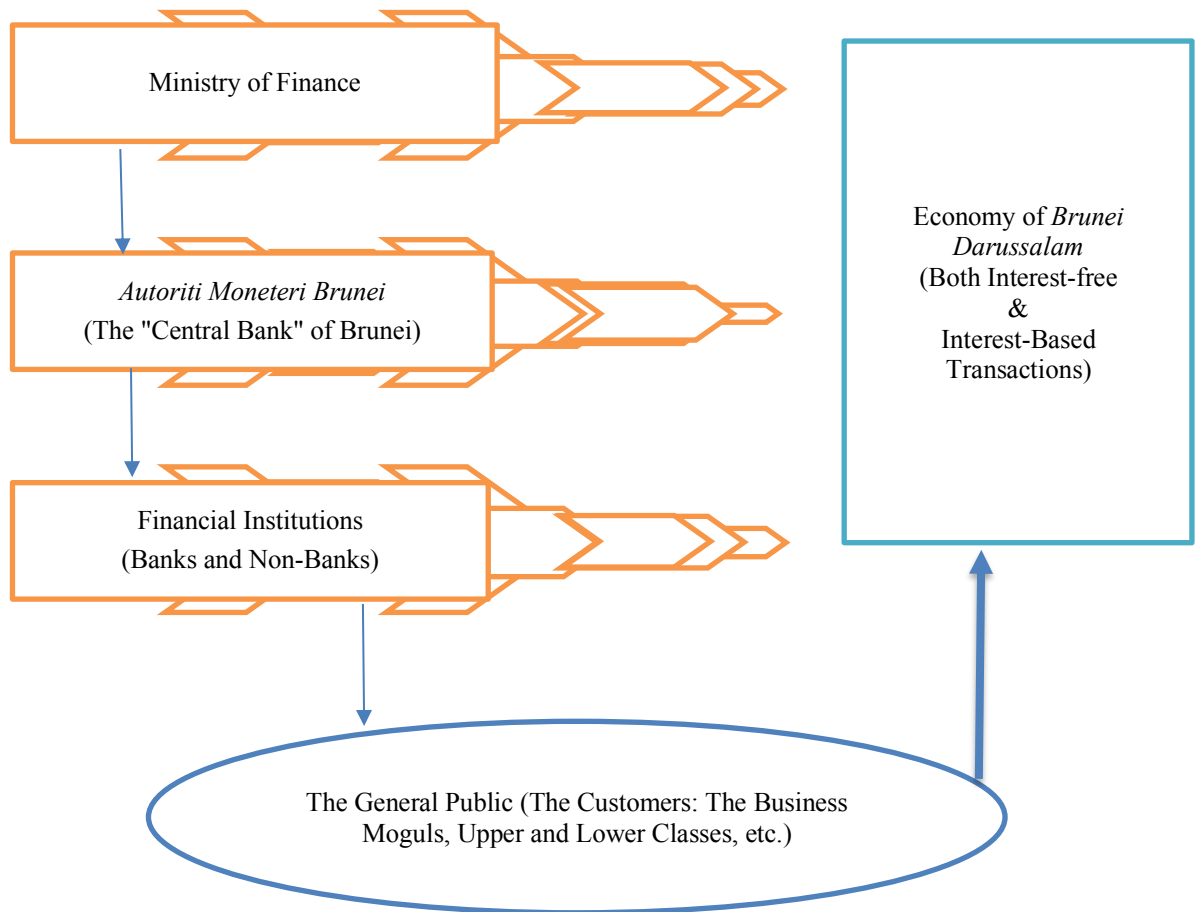 Ministry of Finance
Autoriti Moneteri Brunei
(The "Central Bank" of Brunei)
Financial Institutions
(Banks and Non-Banks)
The General Public (The Customers: The Business
Moguls, Upper and Lower Classes, etc.)
Economy of Brunei
Darussalam
(Both Interest-free
&
Interest-Based
Transactions)